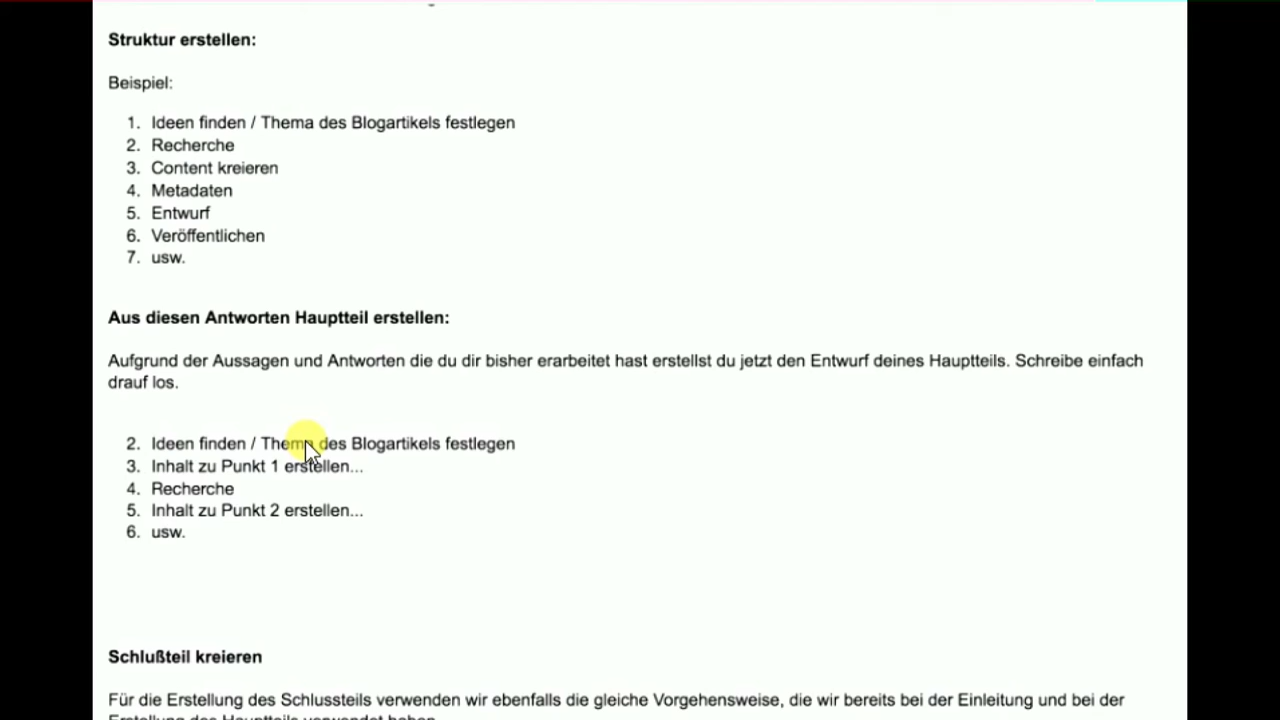 Struktur erstellen:
Beispiel:
1. Ideen finden / Thema des Blogartikels festlegen
2. Recherche
3. Content kreieren
4. Metadaten
5. Entwurf
6. Veröffentlichen
7. usw.
Aus diesen Antworten Hauptteil erstellen:
Aufgrund der Aussagen und Antworten die du dir bisher erarbeitet hast erstellst du jetzt den Entwurf deines Hauptteils. Schreibe einfach
drauf los.
2. Ideen finden / Thema des Blogartikels festlegen
3. Inhalt zu Punkt 1 erstellen...
4. Recherche
5. Inhalt zu Punkt 2 erstellen...
6. usw.
Schlußteil kreieren
Für die Erstellung des Schlussteils verwenden wir ebenfalls die gleiche Vorgehensweise, die wir bereits bei der Einleitung und bei der
Erstellung des Hauptteils verwendet haben